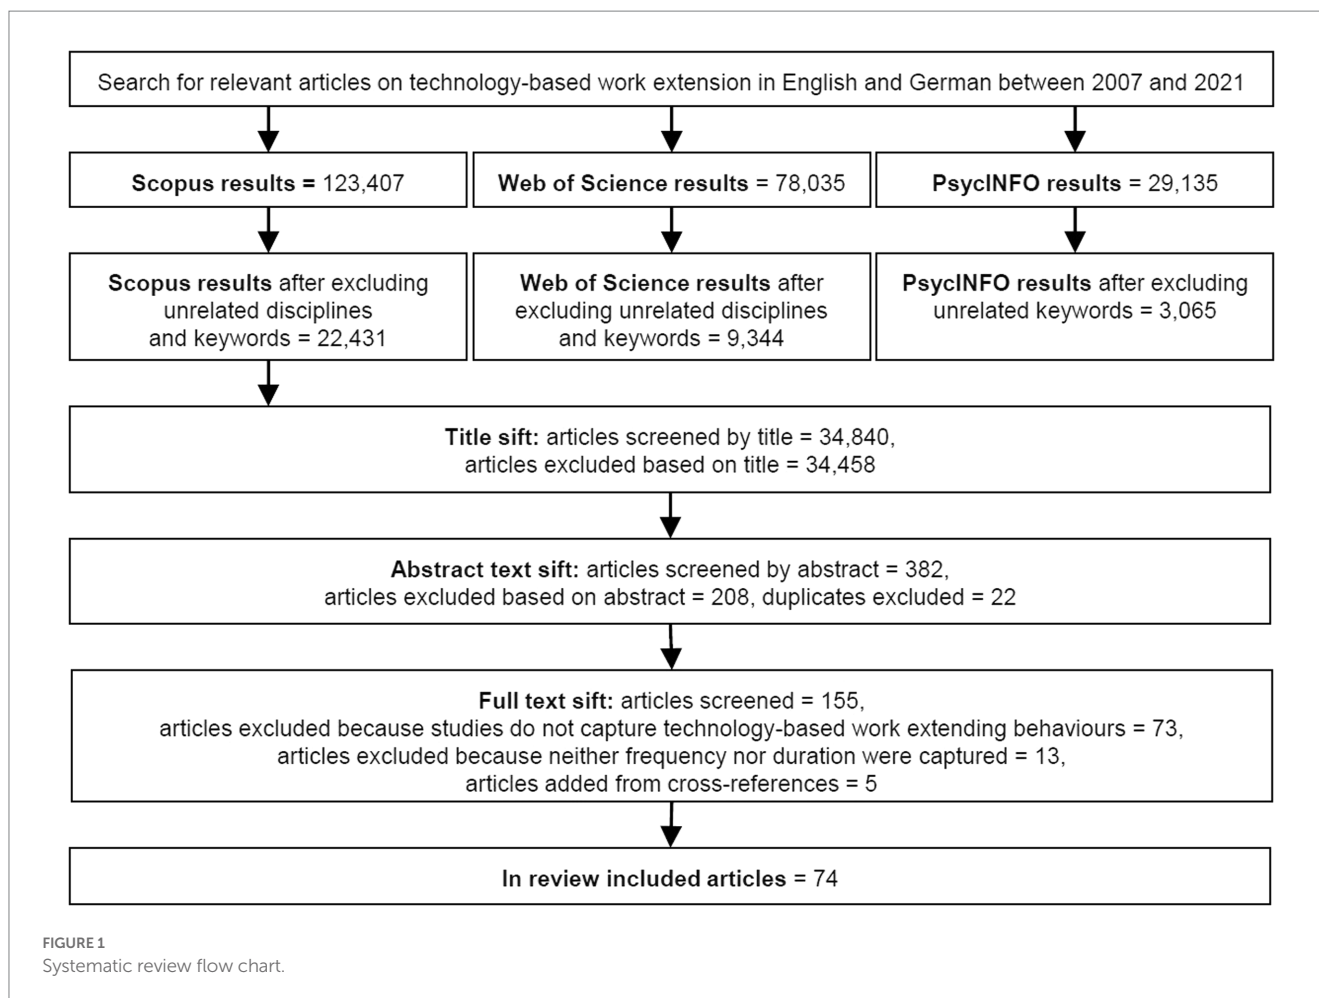 Search for relevant articles on technology-based work extension in English and German between 2007 and 2021
Scopus results = 123,407
Web of Science results = 78,035
PsycINFO results = 29,135
Scopus results after excluding
unrelated disciplines
and keywords = 22,431
Web of Science results after
excluding unrelated disciplines
and keywords = 9,344
PsycINFO results after excluding
unrelated keywords = 3,065
Title sift: articles screened by title = 34,840,
articles excluded based on title = 34,458
Abstract text sift: articles screened by abstract = 382,
articles excluded based on abstract = 208, duplicates excluded = 22
Full text sift: articles screened = 155,
articles excluded because studies do not capture technology-based work extending behaviours = 73,
articles excluded because neither frequency nor duration were captured = 13,
articles added from cross-references = 5
In review included articles = 74
FIGURE 1
Systematic review flow chart.